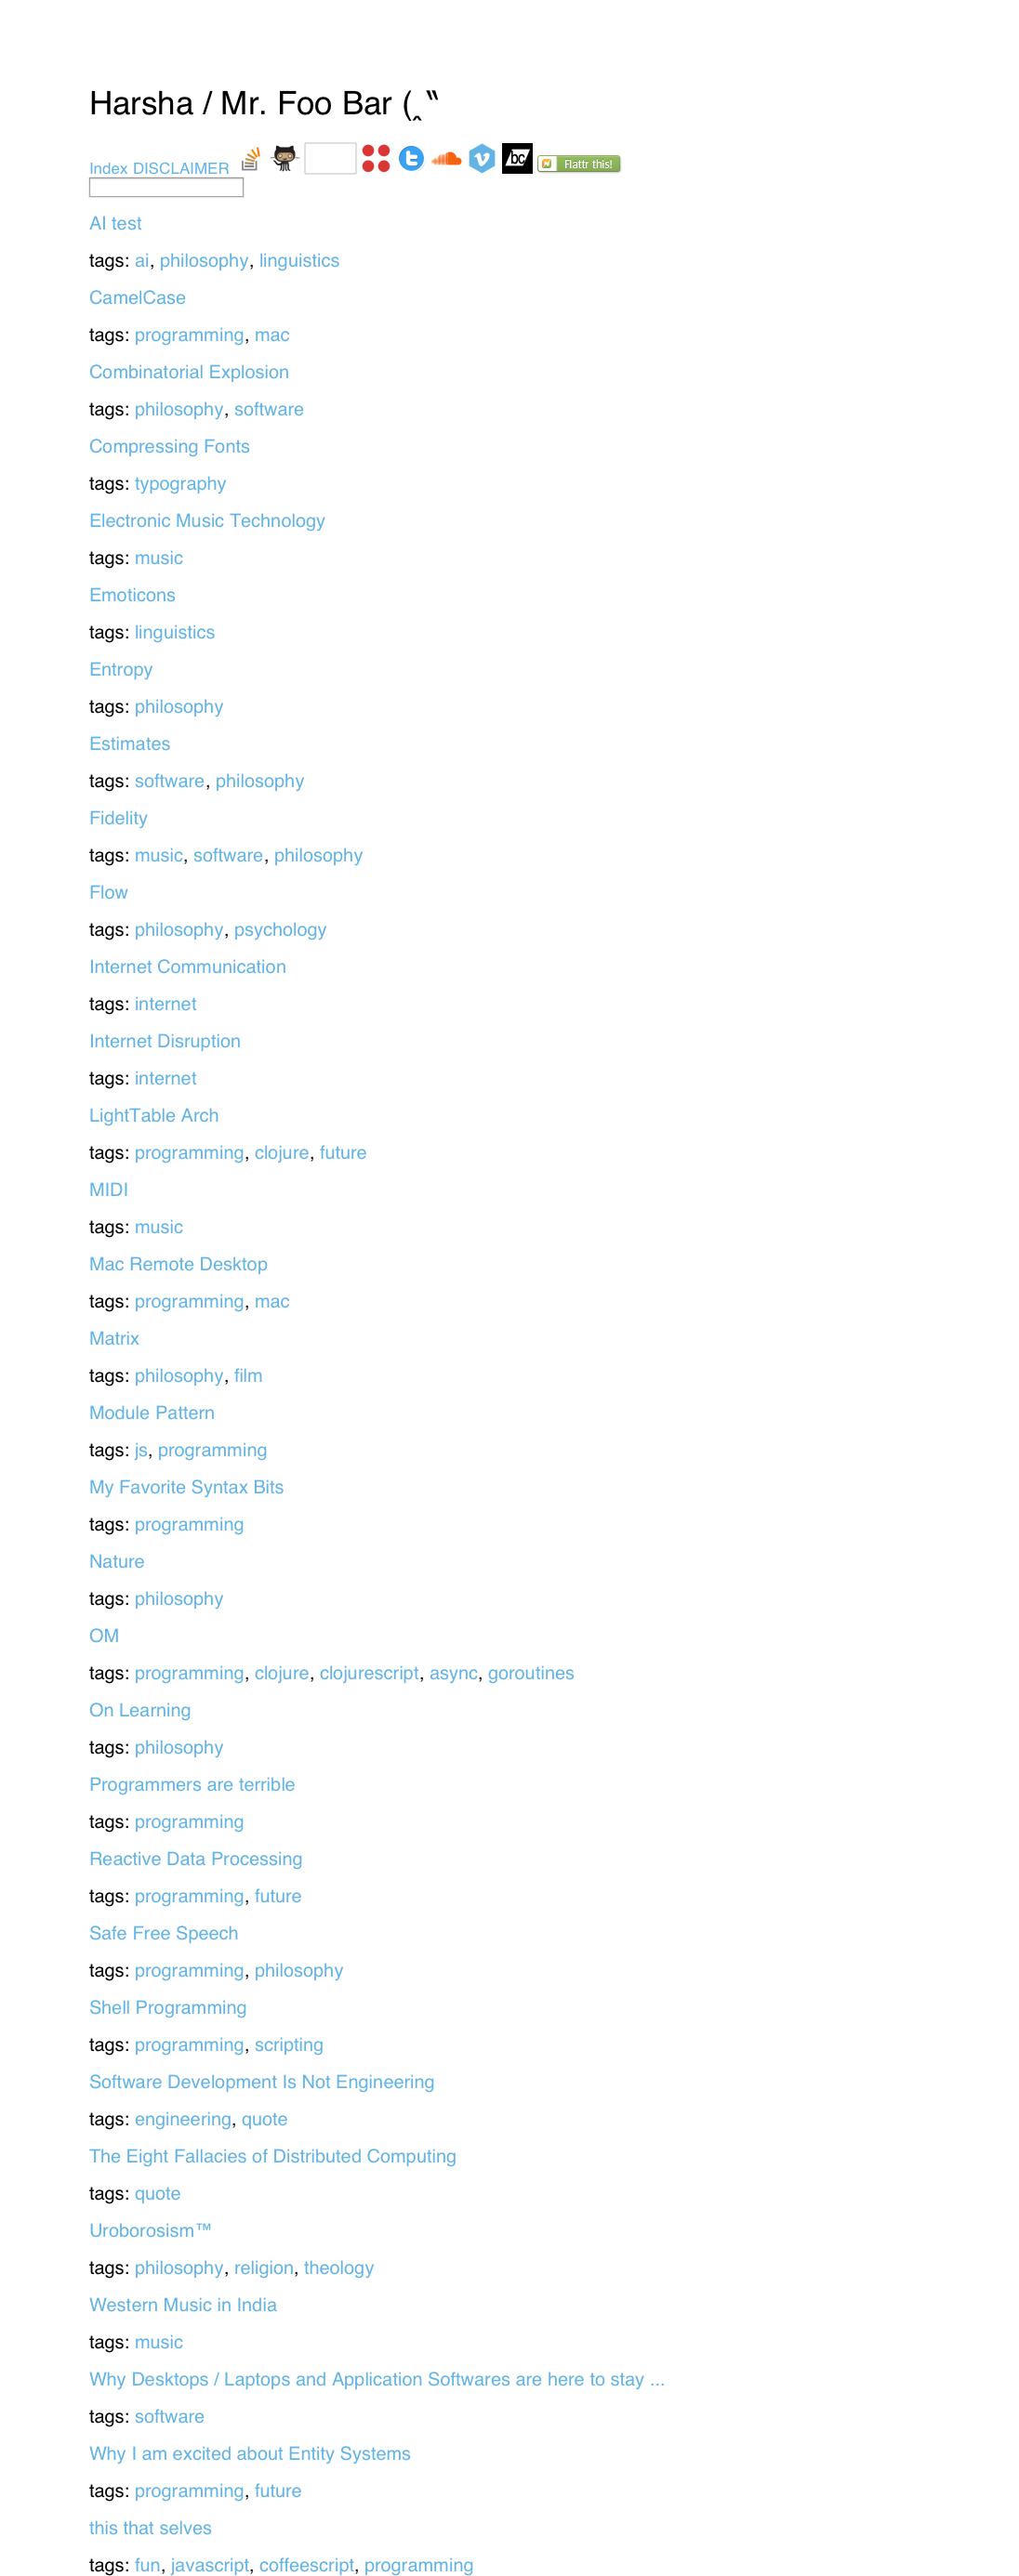 Harsha / Mr. Foo Bar (‸‶
Index DISCLAIMER bc Flattr this!
AI test
tags: ai, philosophy, linguistics
CamelCase
tags: programming, mac
Combinatorial Explosion
tags: philosophy, software
Compressing Fonts
tags: typography
Electronic Music Technology
tags: music
Emoticons
tags: linguistics
Entropy
tags: philosophy
Estimates
tags: software, philosophy
Fidelity
tags: music, software, philosophy
Flow
tags: philosophy, psychology
Internet Communication
tags: internet
Internet Disruption
tags: internet
LightTable Arch
tags: programming, clojure, future
MIDI
tags: music
Mac Remote Desktop
tags: programming, mac
Matrix
tags: philosophy, film
Module Pattern
tags: js, programming
My Favorite Syntax Bits
tags: programming
Nature
tags: philosophy
OM
tags: programming, clojure, clojurescript, async, goroutines
On Learning
tags: philosophy
Programmers are terrible
tags: programming
Reactive Data Processing
tags: programming, future
Safe Free Speech
tags: programming, philosophy
Shell Programming
tags: programming, scripting
Software Development Is Not Engineering
tags: engineering, quote
The Eight Fallacies of Distributed Computing
tags: quote
Uroborosism™
tags: philosophy, religion, theology
Western Music in India
tags: music
Why Desktops / Laptops and Application Softwares are here to stay ...
tags: software
Why I am excited about Entity Systems
tags: programming, future
this that selves
tags: fun, javascript, coffeescript, programming